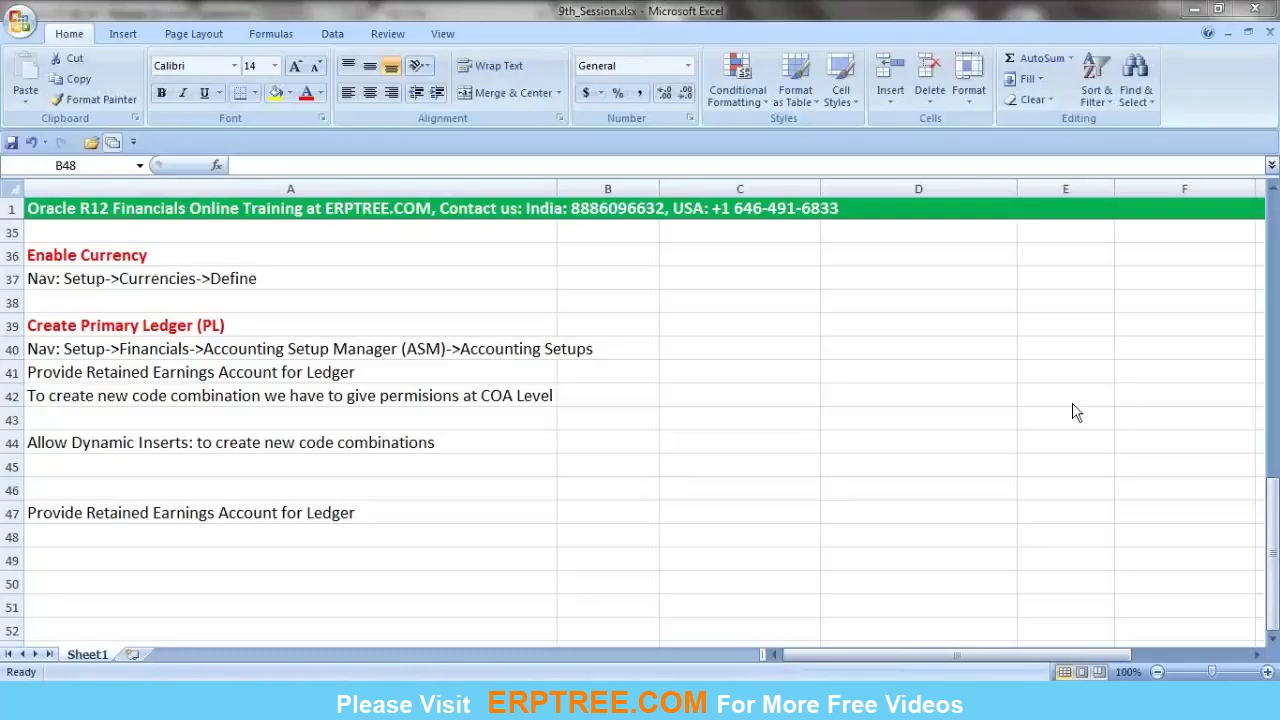 9th_Session.xlsx - Microsoft Excel
Home Insert Page Layout Formulas Data Review View
Paste Cut Copy Format Painter Clipboard
Calibri 14 B I U A A A Font
Wrap Text Merge & Center Alignment
General $ % , Number
Conditional Formatting Format as Table Cell Styles Styles
Insert Delete Format Cells
Σ AutoSum Fill Clear Sort & Filter Find & Select Editing
B48 fx
A B C D E F
1 Oracle R12 Financials Online Training at ERPTREE.COM, Contact us: India: 8886096632, USA: +1 646-491-6833
35
36 Enable Currency
37 Nav: Setup->Currencies->Define
38
39 Create Primary Ledger (PL)
40 Nav: Setup->Financials->Accounting Setup Manager (ASM)->Accounting Setups
41 Provide Retained Earnings Account for Ledger
42 To create new code combination we have to give permisions at COA Level
43
44 Allow Dynamic Inserts: to create new code combinations
45
46
47 Provide Retained Earnings Account for Ledger
48
49
50
51
52
Sheet1
Ready 100%
Please Visit ERPTREE.COM For More Free Videos